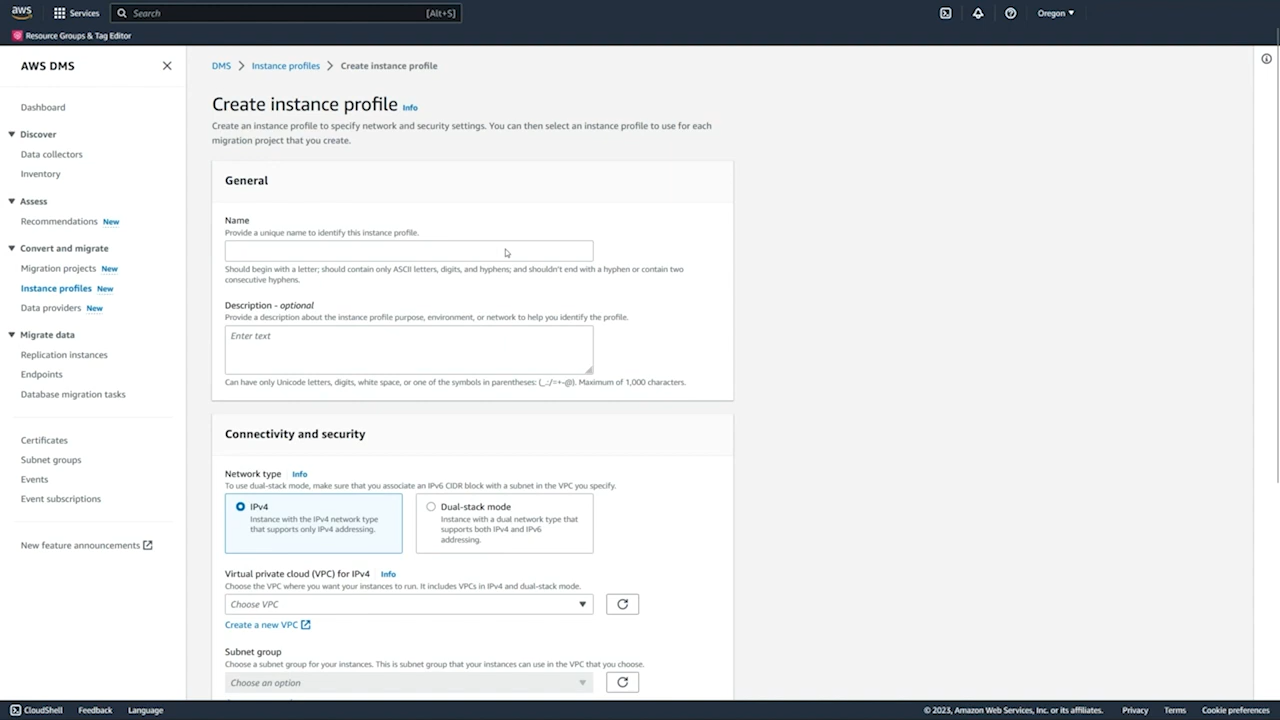 aws
Services
Search
[Alt+S]
Oregon
Resource Groups & Tag Editor
AWS DMS
Dashboard
Discover
Data collectors
Inventory
Assess
Recommendations New
Convert and migrate
Migration projects New
Instance profiles New
Data providers New
Migrate data
Replication instances
Endpoints
Database migration tasks
Certificates
Subnet groups
Events
Event subscriptions
New feature announcements
DMS > Instance profiles > Create instance profile
Create instance profile Info
Create an instance profile to specify network and security settings. You can then select an instance profile to use for each
migration project that you create.
General
Name
Provide a unique name to identify this instance profile.
Should begin with a letter; should contain only ASCII letters, digits, and hyphens; and shouldn't end with a hyphen or contain two
consecutive hyphens.
Description - optional
Provide a description about the instance profile purpose, environment, or network to help you identify the profile.
Enter text
Can have only Unicode letters, digits, white space, or one of the symbols in parentheses: (_.:/=+-@). Maximum of 1,000 characters.
Connectivity and security
Network type Info
To use dual-stack mode, make sure that you associate an IPv6 CIDR block with a subnet in the VPC you specify.
IPv4
Instance with the IPv4 network type
that supports only IPv4 addressing.
Dual-stack mode
Instance with a dual network type that
supports both IPv4 and IPv6
addressing.
Virtual private cloud (VPC) for IPv4 Info
Choose the VPC where you want your instances to run. It includes VPCs in IPv4 and dual-stack mode.
Choose VPC
Create a new VPC
Subnet group
Choose a subnet group for your instances. This is subnet group that your instances can use in the VPC that you choose.
Choose an option
CloudShell
Feedback
Language
© 2023, Amazon Web Services, Inc. or its affiliates.
Privacy
Terms
Cookie preferences